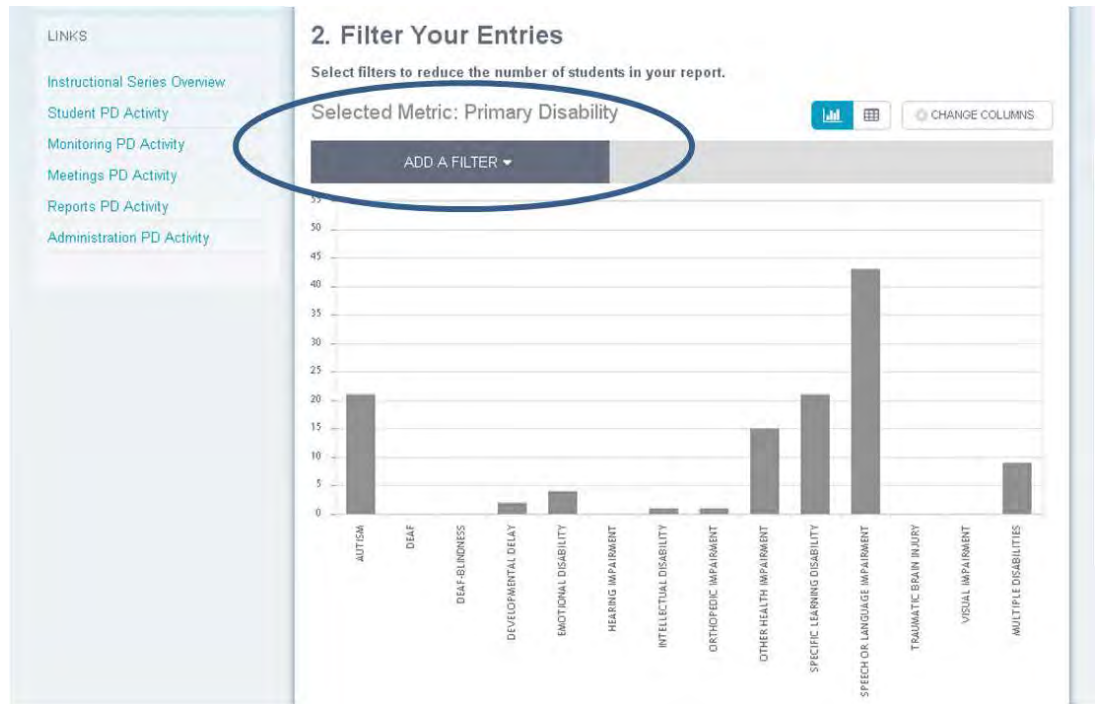 LINKS
Instructional Series Overview
Student PD Activity
Monitoring PD Activity
Meetings PD Activity
Reports PD Activity
Administration PD Activity
2. Filter Your Entries
Select filters to reduce the number of students in your report.
Selected Metric: Primary Disability
CHANGE COLUMNS
ADD A FILTER
55
50
45
40
35
30
25
20
15
10
5
0
AUTISM
DEAF
DEAF-BLINDNESS
DEVELOPMENTAL DELAY
EMOTIONAL DISABILITY
HEARING IMPAIRMENT
INTELLECTUAL DISABILITY
ORTHOPEDIC IMPAIRMENT
OTHER HEALTH IMPAIRMENT
SPECIFIC LEARNING DISABILITY
SPEECH OR LANGUAGE IMPAIRMENT
TRAUMATIC BRAIN INJURY
VISUAL IMPAIRMENT
MULTIPLE DISABILITIES